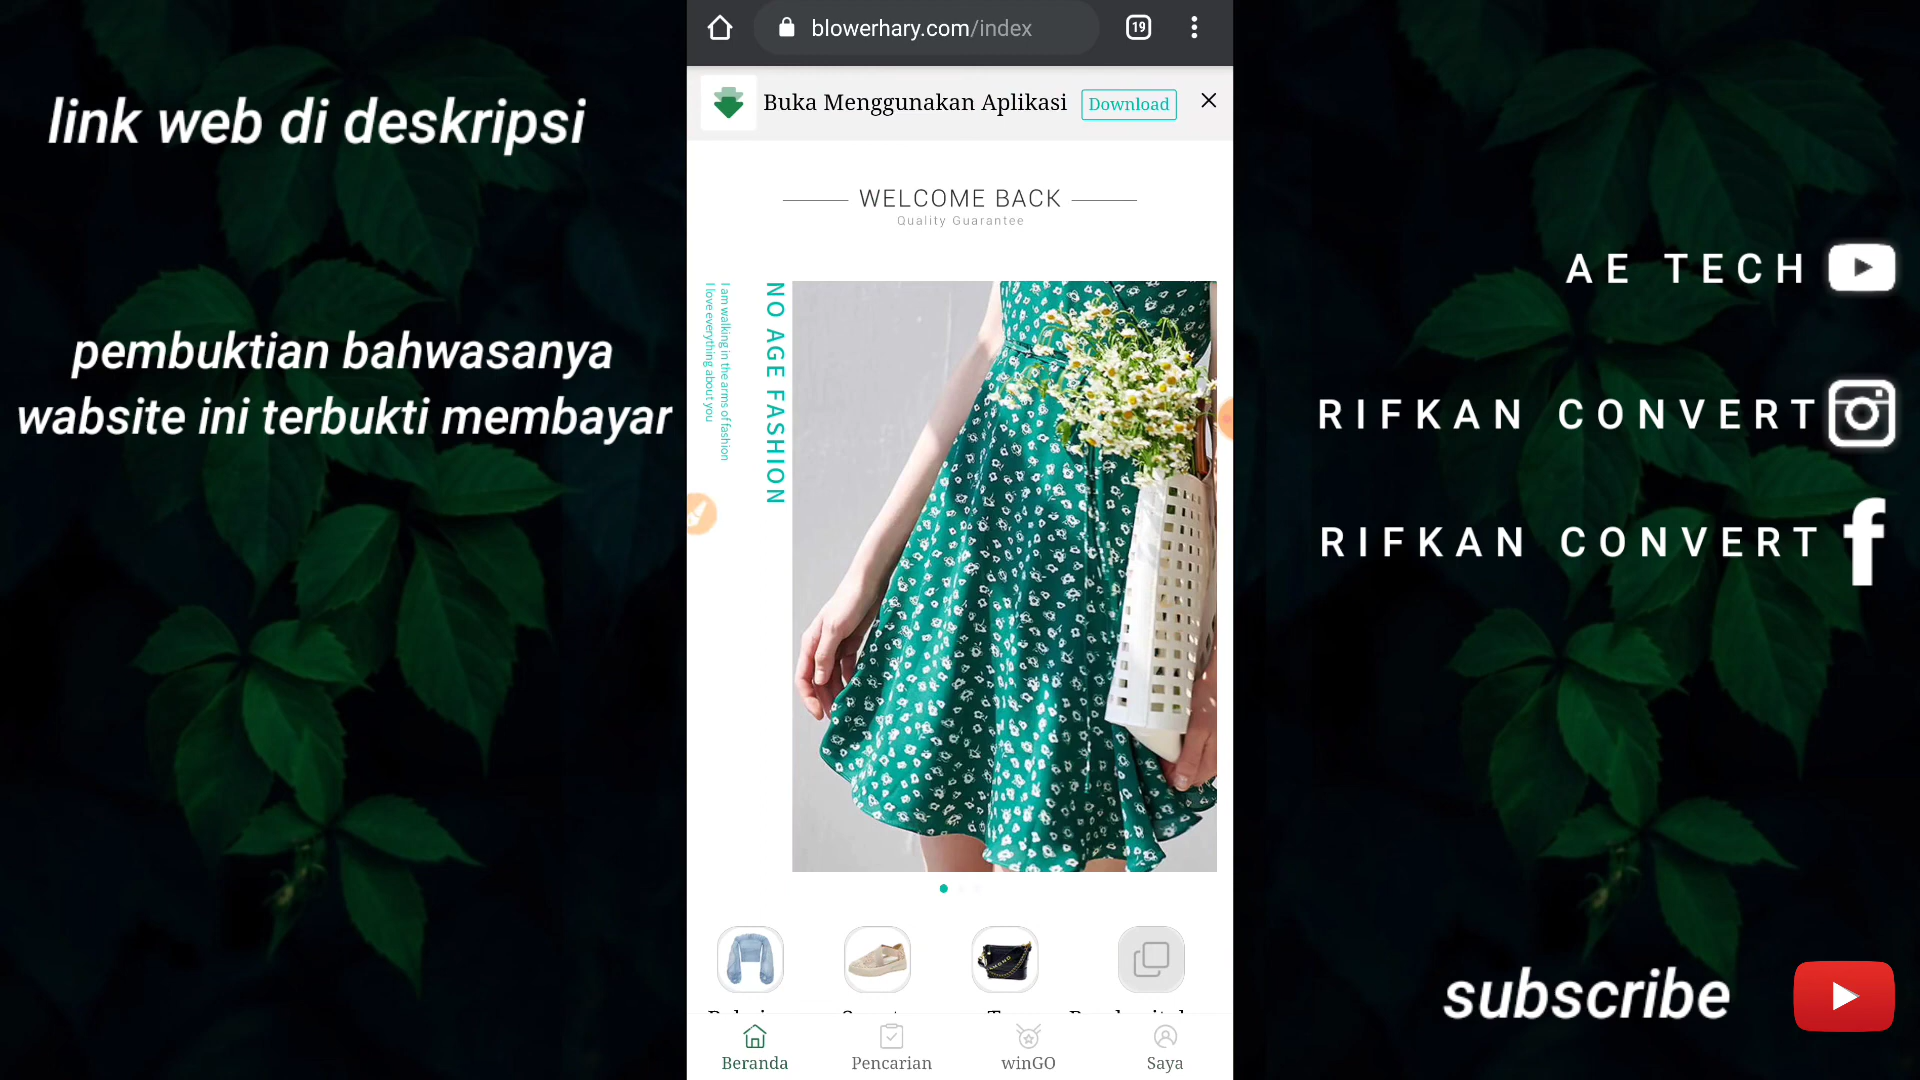 link web di deskripsi
pembuktian bahwasanya
wabsite ini terbukti membayar
19
blowerhary.com/index
Buka Menggunakan Aplikasi
Download
WELCOME BACK
Quality Guarantee
NO AGE FASHION
I am walking in the arms of fashion
I love everything about you
Beranda
Pencarian
winGO
Saya
AE TECH
RIFKAN CONVERT
RIFKAN CONVERT
subscribe